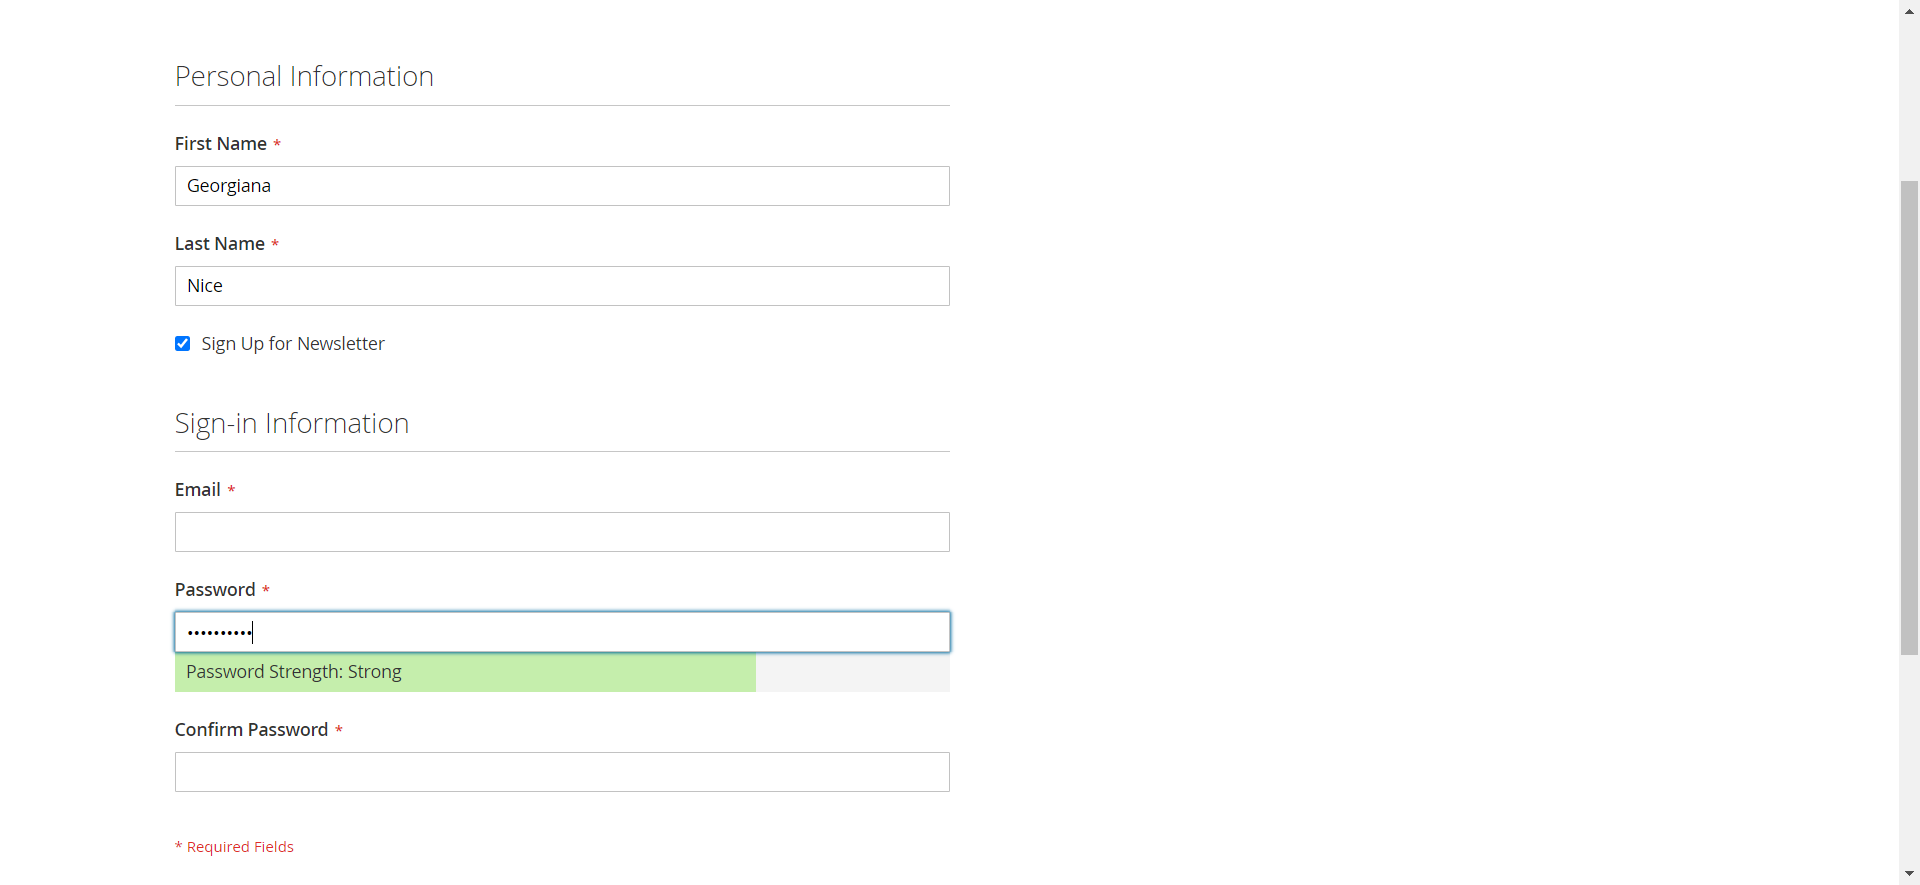 Personal Information
First Name *
Georgiana
Last Name *
Nice
Sign Up for Newsletter
Sign-in Information
Email *
Password *
••••••••••
Password Strength: Strong
Confirm Password *
* Required Fields